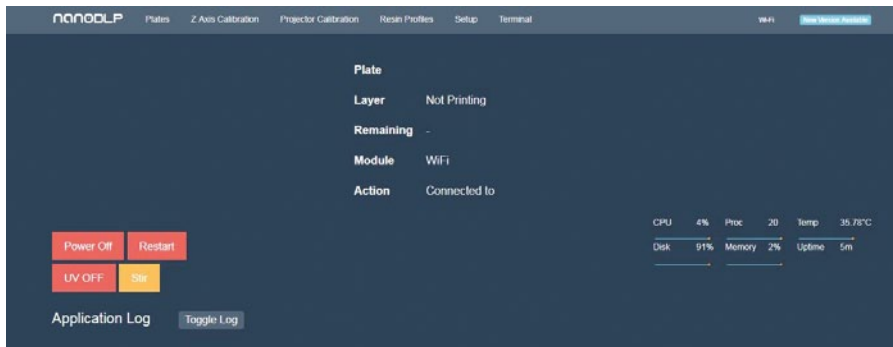 nanoDLP Plates Z Axis Calibration Projector Calibration Resin Profiles Setup Terminal Wi-Fi New Version Available
Plate
Layer Not Printing
Remaining -
Module WiFi
Action Connected to
CPU 4% Proc 20 Temp 35.78°C
Disk 91% Memory 2% Uptime 5m
Power Off Restart
UV OFF Stir
Application Log Toggle Log